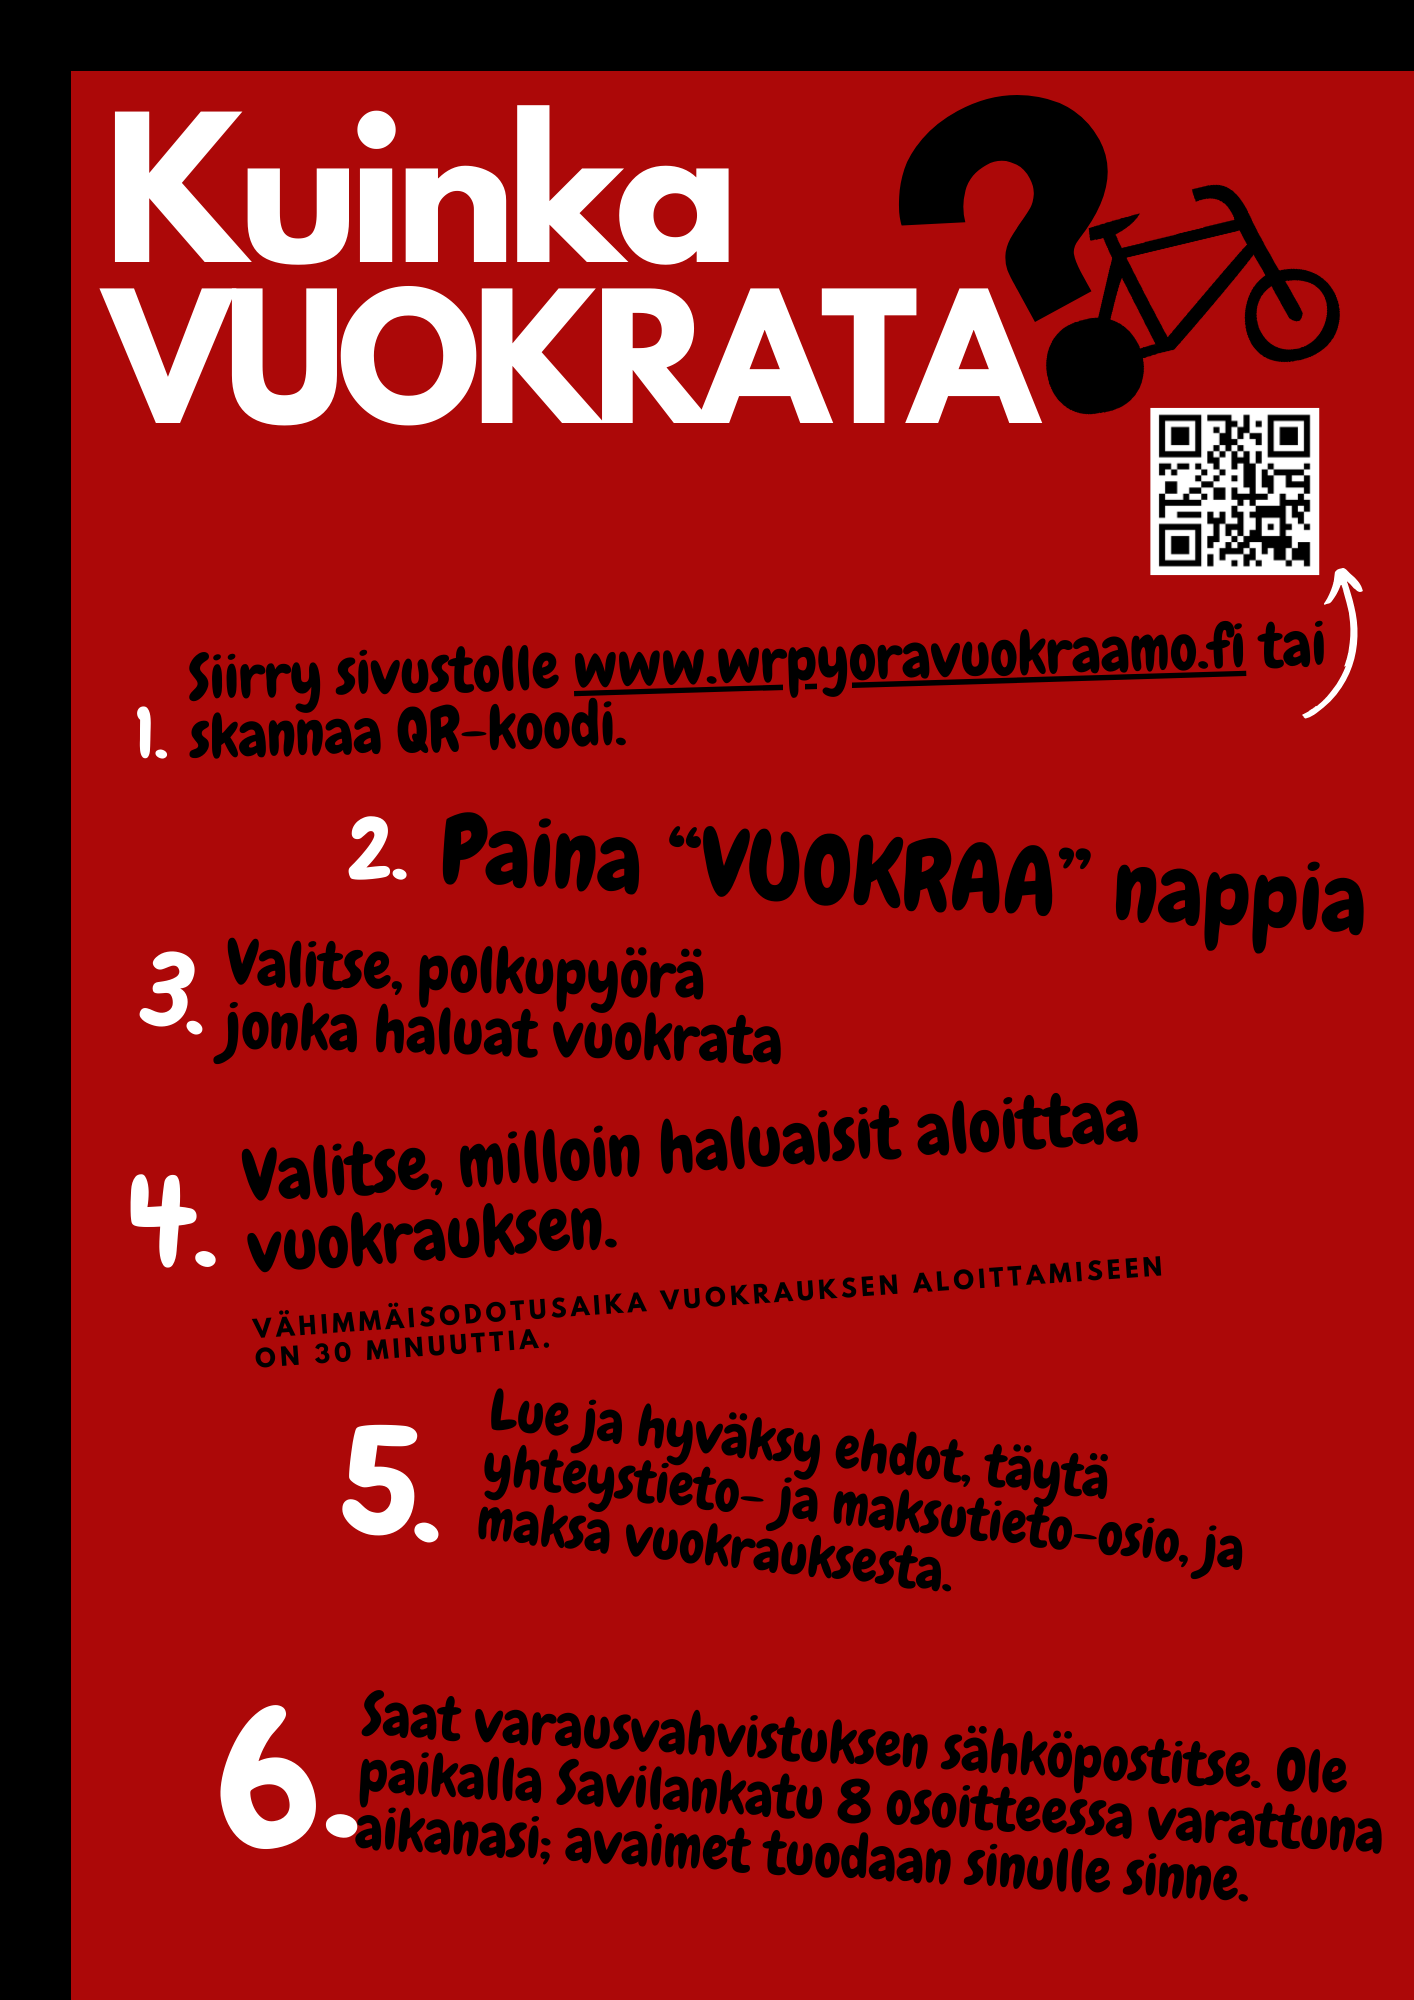 Kuinka
VUOKRATA?
Siirry sivustolle www.wrpyoravuokraamo.fi tai
1. skannaa QR-koodi.
2. Paina “VUOKRAA” nappia
3. Valitse, polkupyörä
jonka haluat vuokrata
4. Valitse, milloin haluaisit aloittaa
vuokrauksen.
VÄHIMMÄISODOTUSAIKA VUOKRAUKSEN ALOITTAMISEEN
ON 30 MINUUTTIA.
5. Lue ja hyväksy ehdot, täytä
yhteystieto- ja maksutieto-osio, ja
maksa vuokrauksesta.
6. Saat varausvahvistuksen sähköpostitse. Ole
paikalla Savilankatu 8 osoitteessa varattuna
aikanasi; avaimet tuodaan sinulle sinne.